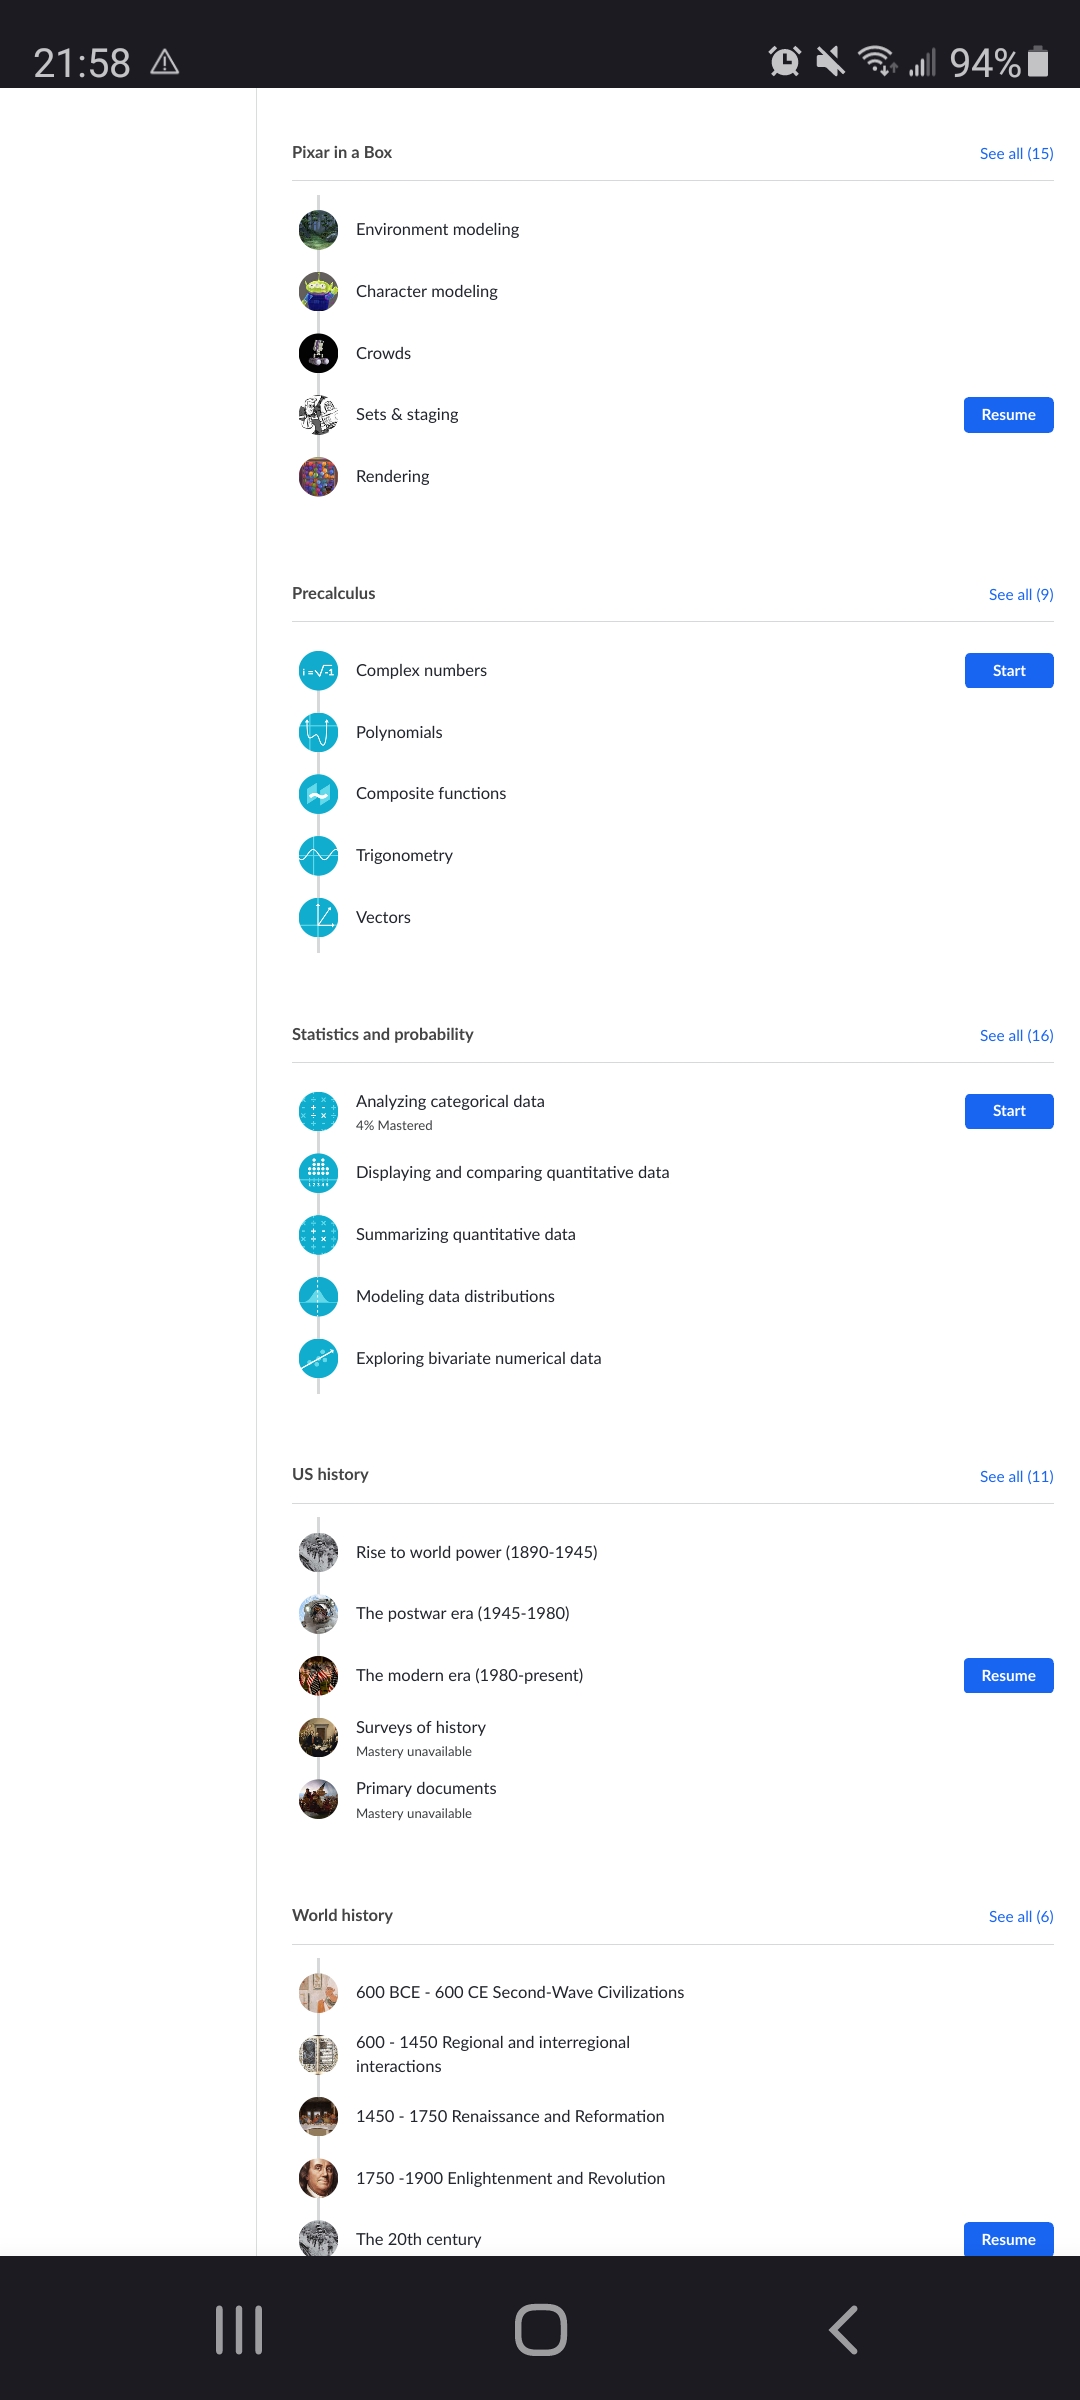 21:58
94%
Pixar in a Box
See all (15)
Environment modeling
Character modeling
Crowds
Sets & staging
Resume
Rendering
Precalculus
See all (9)
i = √-1
Complex numbers
Start
Polynomials
Composite functions
Trigonometry
Vectors
Statistics and probability
See all (16)
Analyzing categorical data
Start
4% Mastered
Displaying and comparing quantitative data
Summarizing quantitative data
Modeling data distributions
Exploring bivariate numerical data
US history
See all (11)
Rise to world power (1890-1945)
The postwar era (1945-1980)
The modern era (1980-present)
Resume
Surveys of history
Mastery unavailable
Primary documents
Mastery unavailable
World history
See all (6)
600 BCE - 600 CE Second-Wave Civilizations
600 - 1450 Regional and interregional
interactions
1450 - 1750 Renaissance and Reformation
1750 -1900 Enlightenment and Revolution
The 20th century
Resume